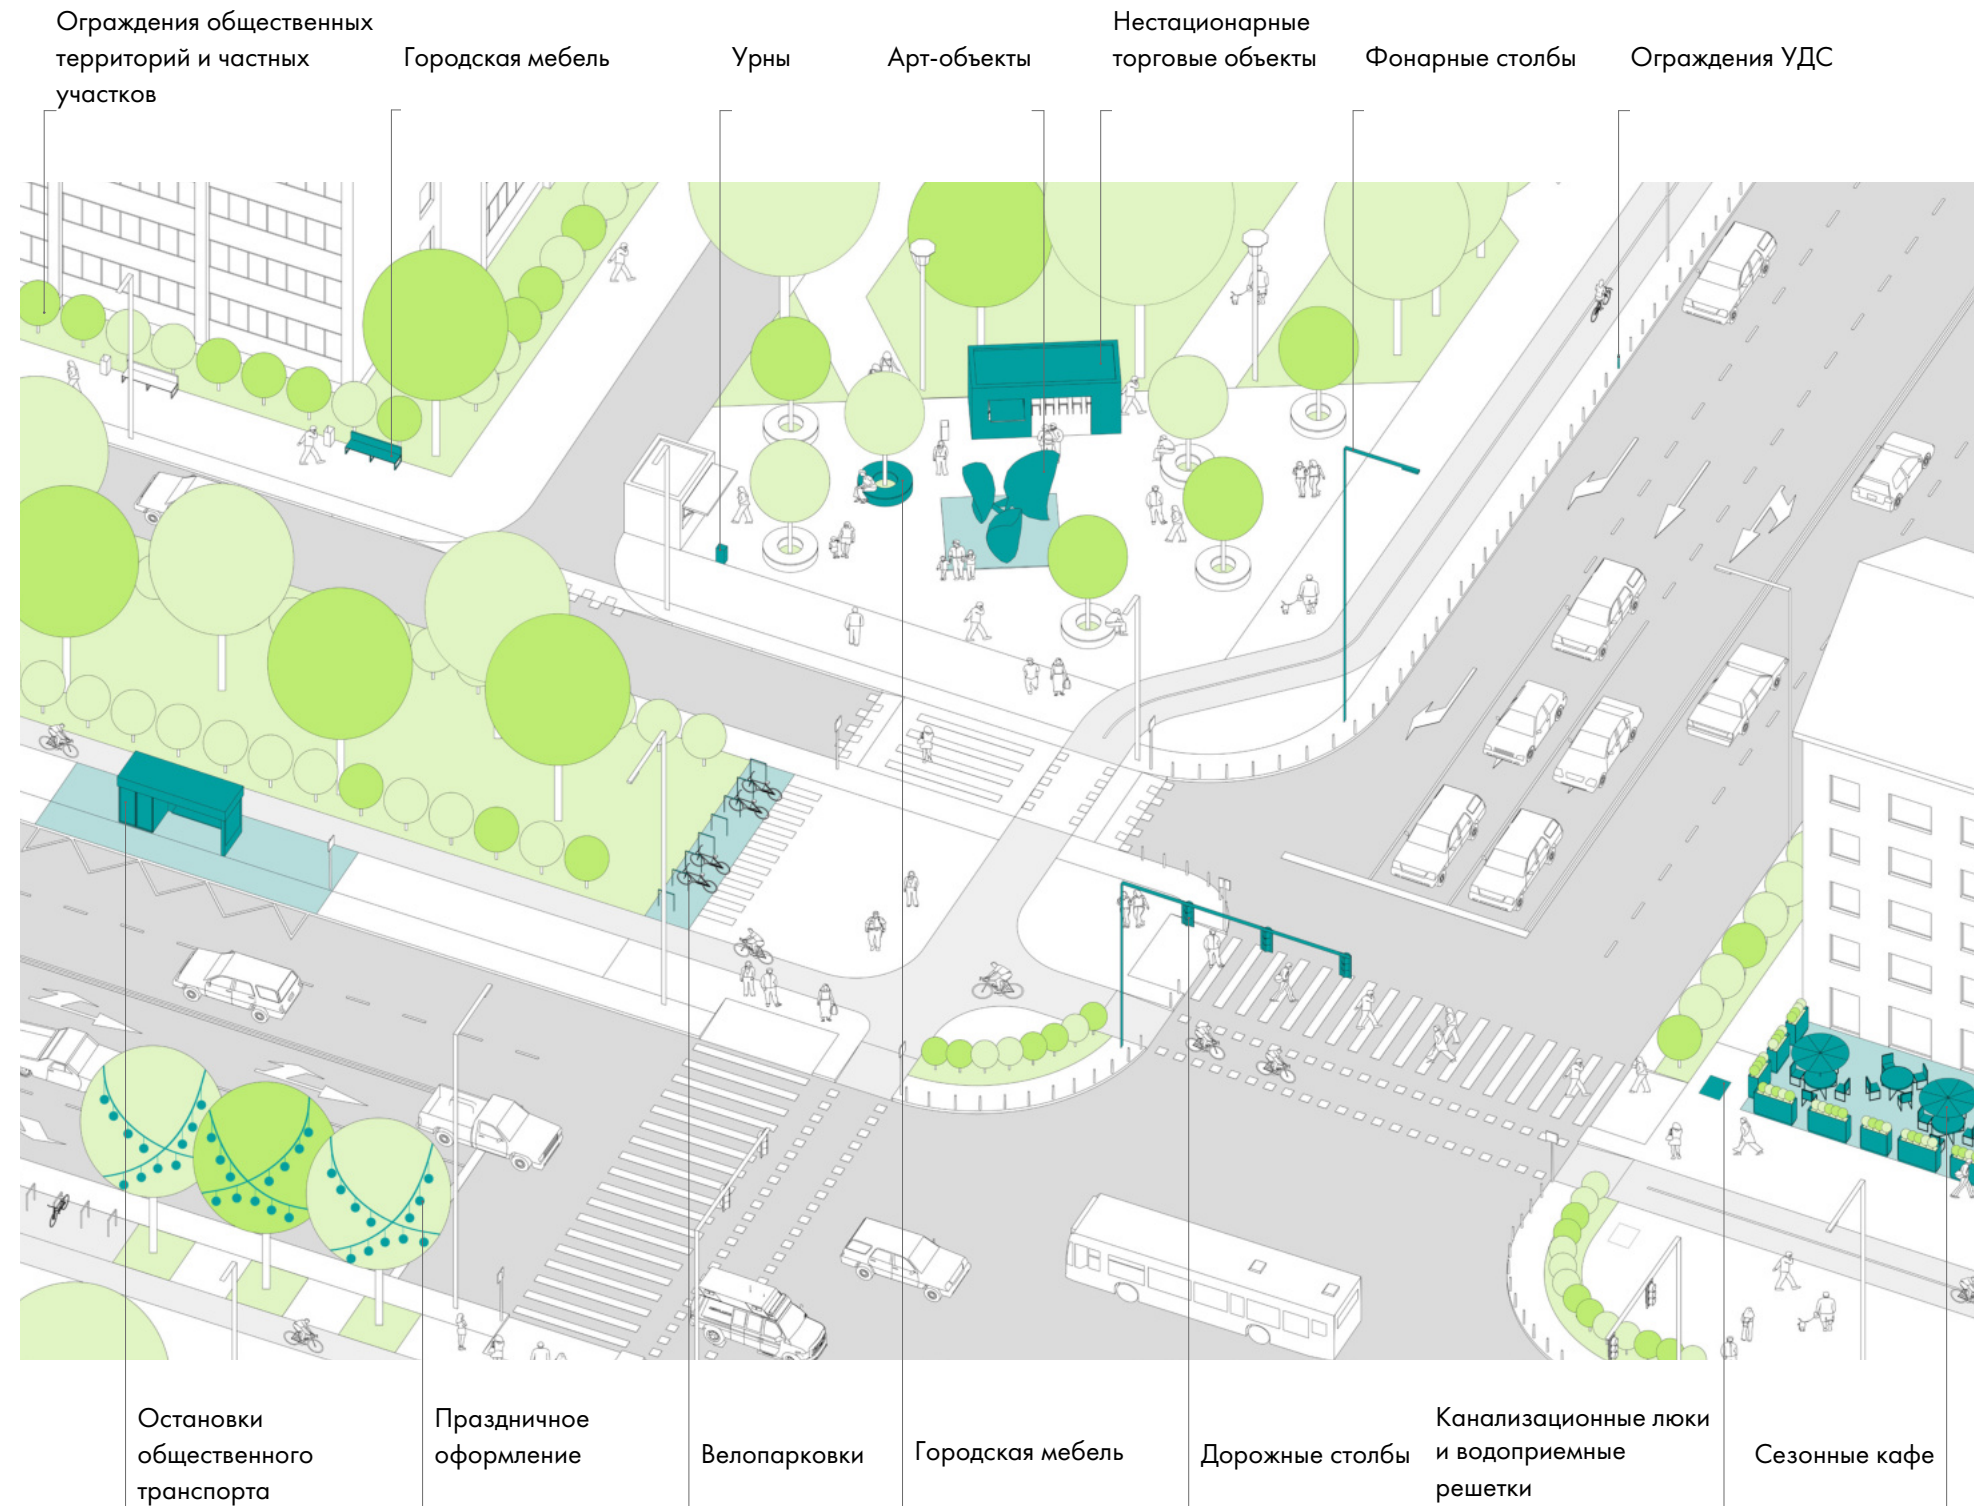 Ограждения общественных
территорий и частных
участков
Городская мебель
Урны
Арт-объекты
Нестационарные
торговые объекты
Фонарные столбы
Ограждения УДС
Остановки
общественного
транспорта
Праздничное
оформление
Велопарковки
Городская мебель
Дорожные столбы
Канализационные люки
и водоприемные
решетки
Сезонные кафе